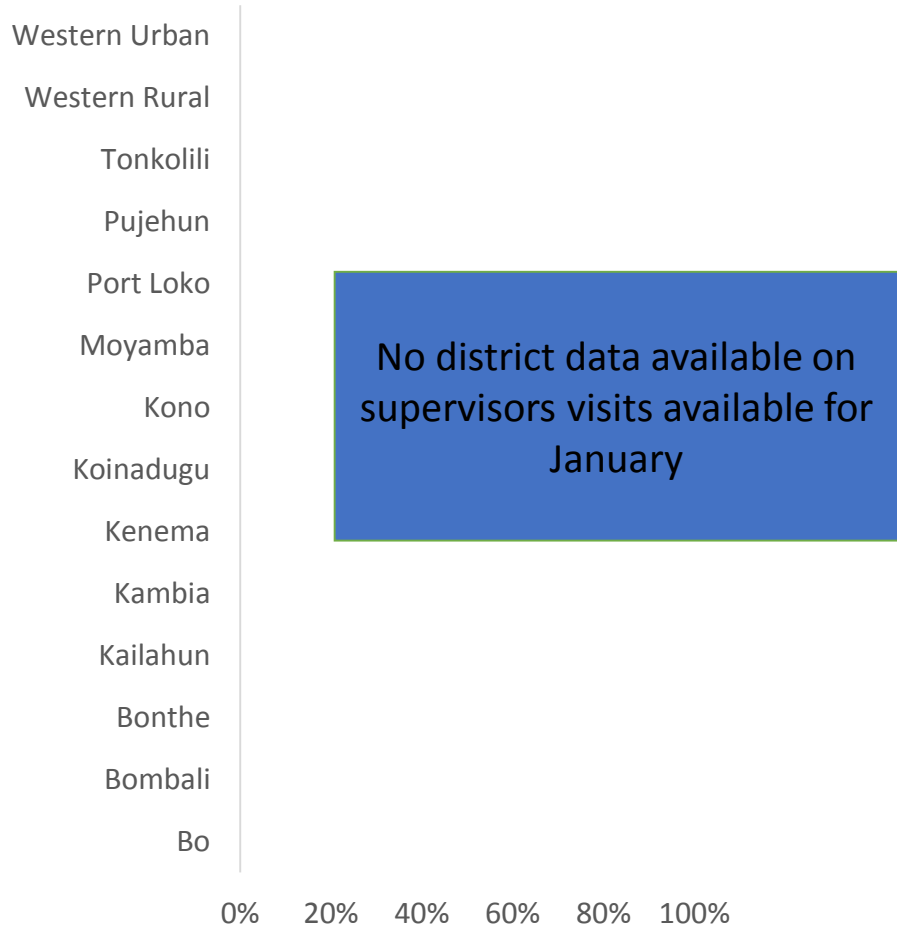 Western Urban
Western Rural
Tonkolili
Pujehun
Port Loko
Moyamba
Kono
Koinadugu
Kenema
Kambia
Kailahun
Bonthe
Bombali
Bo
No district data available on
supervisors visits available for
January
0% 20% 40% 60% 80% 100%